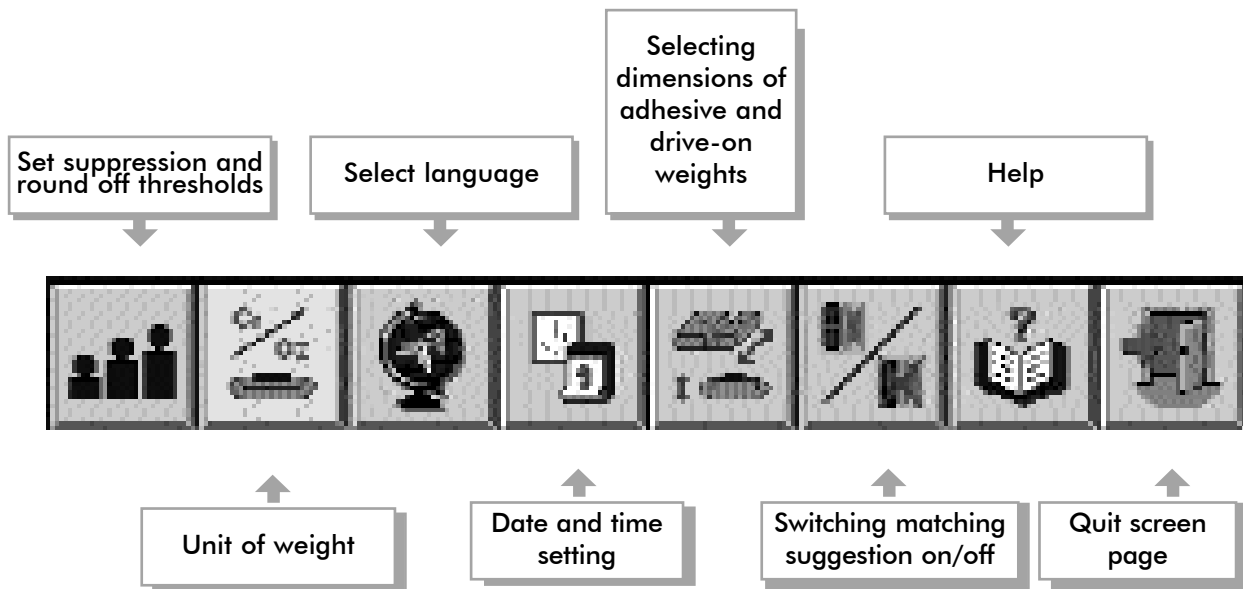 Set suppression and
round off thresholds
Select language
Selecting
dimensions of
adhesive and
drive-on
weights
Help
?
I
Unit of weight
Date and time
setting
Switching matching
suggestion on/off
Quit screen
page